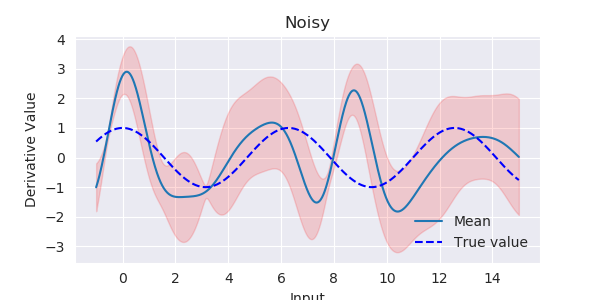 Noisy
Derivative Value
4
3
2
1
0
−1
−2
−3
0 2 4 6 8 10 12 14
Input
Mean
True value